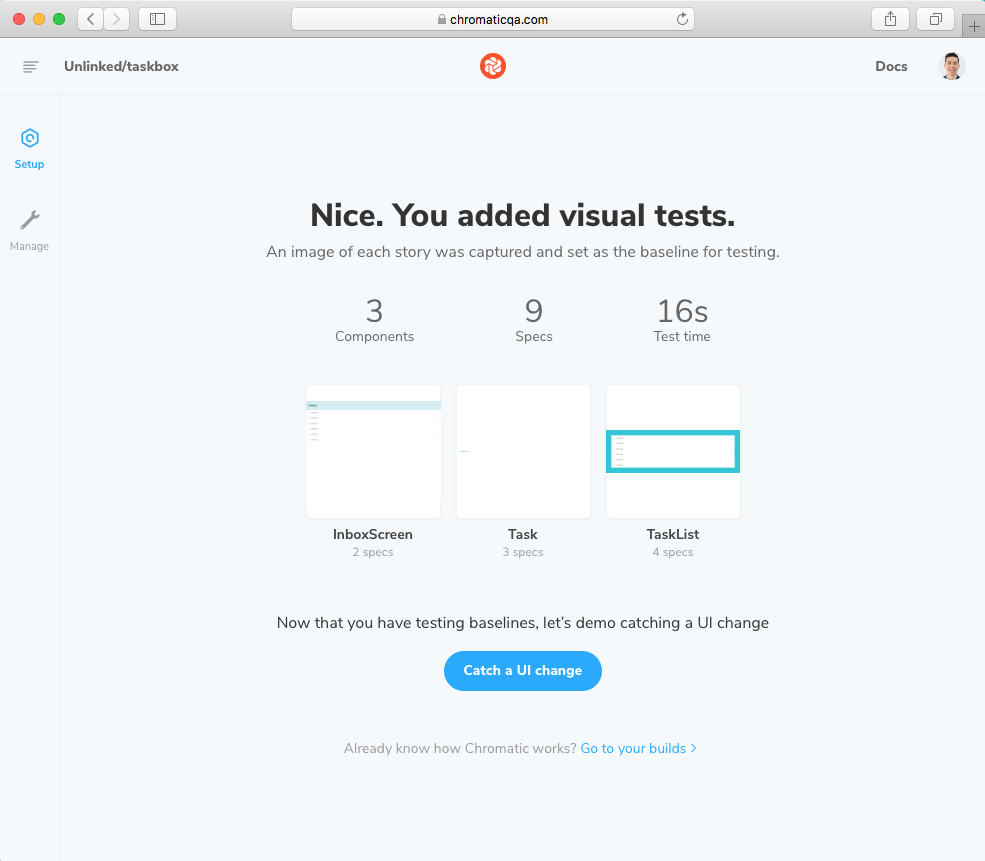 chromaticqa.com
Unlinked/taskbox
Docs
Setup
Manage
Nice. You added visual tests.
An image of each story was captured and set as the baseline for testing.
3
Components
9
Specs
16s
Test time
InboxScreen
2 specs
Task
3 specs
TaskList
4 specs
Now that you have testing baselines, let’s demo catching a UI change
Catch a UI change
Already know how Chromatic works? Go to your builds